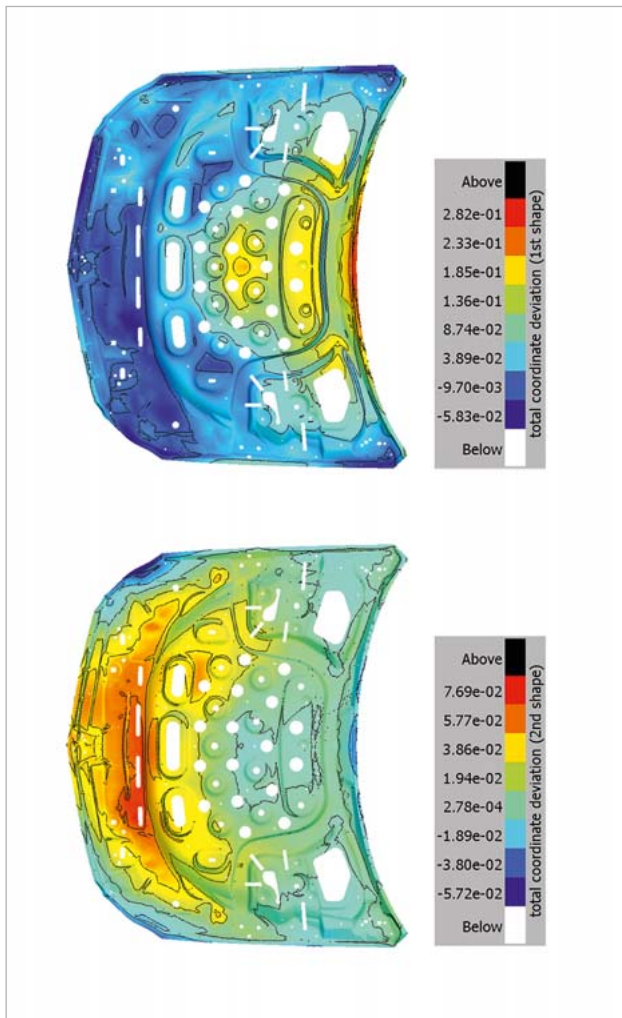 Above
2.82e-01
2.33e-01
1.85e-01
1.36e-01
8.74e-02
3.89e-02
-9.70e-03
-5.83e-02
Below
total coordinate deviation (1st shape)
Above
7.69e-02
5.77e-02
3.86e-02
1.94e-02
2.78e-04
-1.89e-02
-3.80e-02
-5.72e-02
Below
total coordinate deviation (2nd shape)